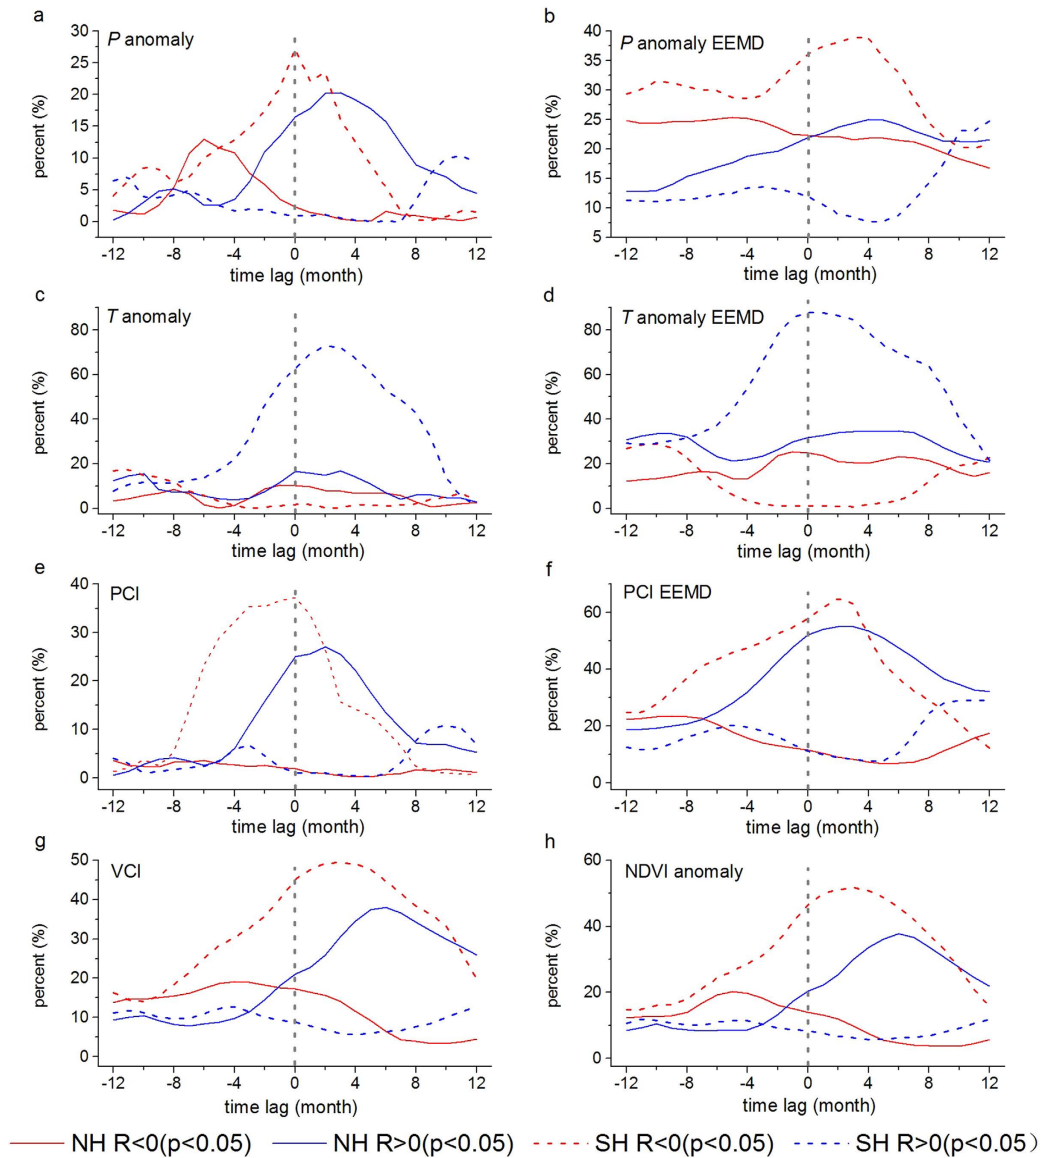 a
P anomaly
percent (%)
30
25
20
15
10
5
0
-12 -8 -4 0 4 8 12
time lag (month)
b
P anomaly EEMD
percent (%)
40
35
30
25
20
15
10
5
-12 -8 -4 0 4 8 12
time lag (month)
c
T anomaly
percent (%)
80
60
40
20
0
-12 -8 -4 0 4 8 12
time lag (month)
d
T anomaly EEMD
percent (%)
80
60
40
20
0
-12 -8 -4 0 4 8 12
time lag (month)
e
PCI
percent (%)
40
30
20
10
0
-12 -8 -4 0 4 8 12
time lag (month)
f
PCI EEMD
percent (%)
60
40
20
0
-12 -8 -4 0 4 8 12
time lag (month)
g
VCI
percent (%)
50
40
30
20
10
0
-12 -8 -4 0 4 8 12
time lag (month)
h
NDVI anomaly
percent (%)
60
40
20
0
-12 -8 -4 0 4 8 12
time lag (month)
NH R<0(p<0.05) NH R>0(p<0.05) SH R<0(p<0.05) SH R>0(p<0.05）